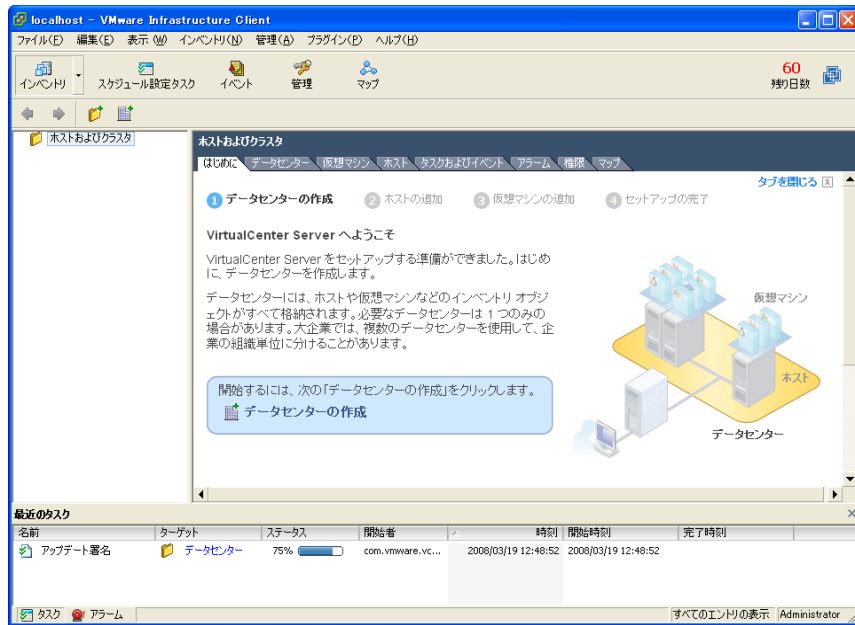 localhost - VMware Infrastructure Client
ファイル(F) 編集(E) 表示(W) インベントリ(N) 管理(A) プラグイン(P) ヘルプ(H)
インベントリ スケジュール設定タスク イベント 管理 マップ
60
残り日数
ホストおよびクラスタ
ホストおよびクラスタ
はじめに データセンター 仮想マシン ホスト タスクおよびイベント アラーム 権限 マップ
タブを閉じる
1 データセンターの作成 2 ホストの追加 3 仮想マシンの追加 4 セットアップの完了
VirtualCenter Server へようこそ
VirtualCenter Server をセットアップする準備ができました。はじめ
に、データセンターを作成します。
データセンターには、ホストや仮想マシンなどのインベントリ オブジ
ェクトがすべて格納されます。必要なデータセンターは 1 つのみの
場合があります。大企業では、複数のデータセンターを使用して、企
業の組織単位に分けることがあります。
開始するには、次の「データセンターの作成」をクリックします。
データセンターの作成
仮想マシン
ホスト
データセンター
最近のタスク
名前 ターゲット ステータス 開始者 時刻 開始時刻 完了時刻
アップデート署名 データセンター 75% com.vmware.vc... 2008/03/19 12:48:52 2008/03/19 12:48:52
タスク アラーム すべてのエントリの表示 Administrator